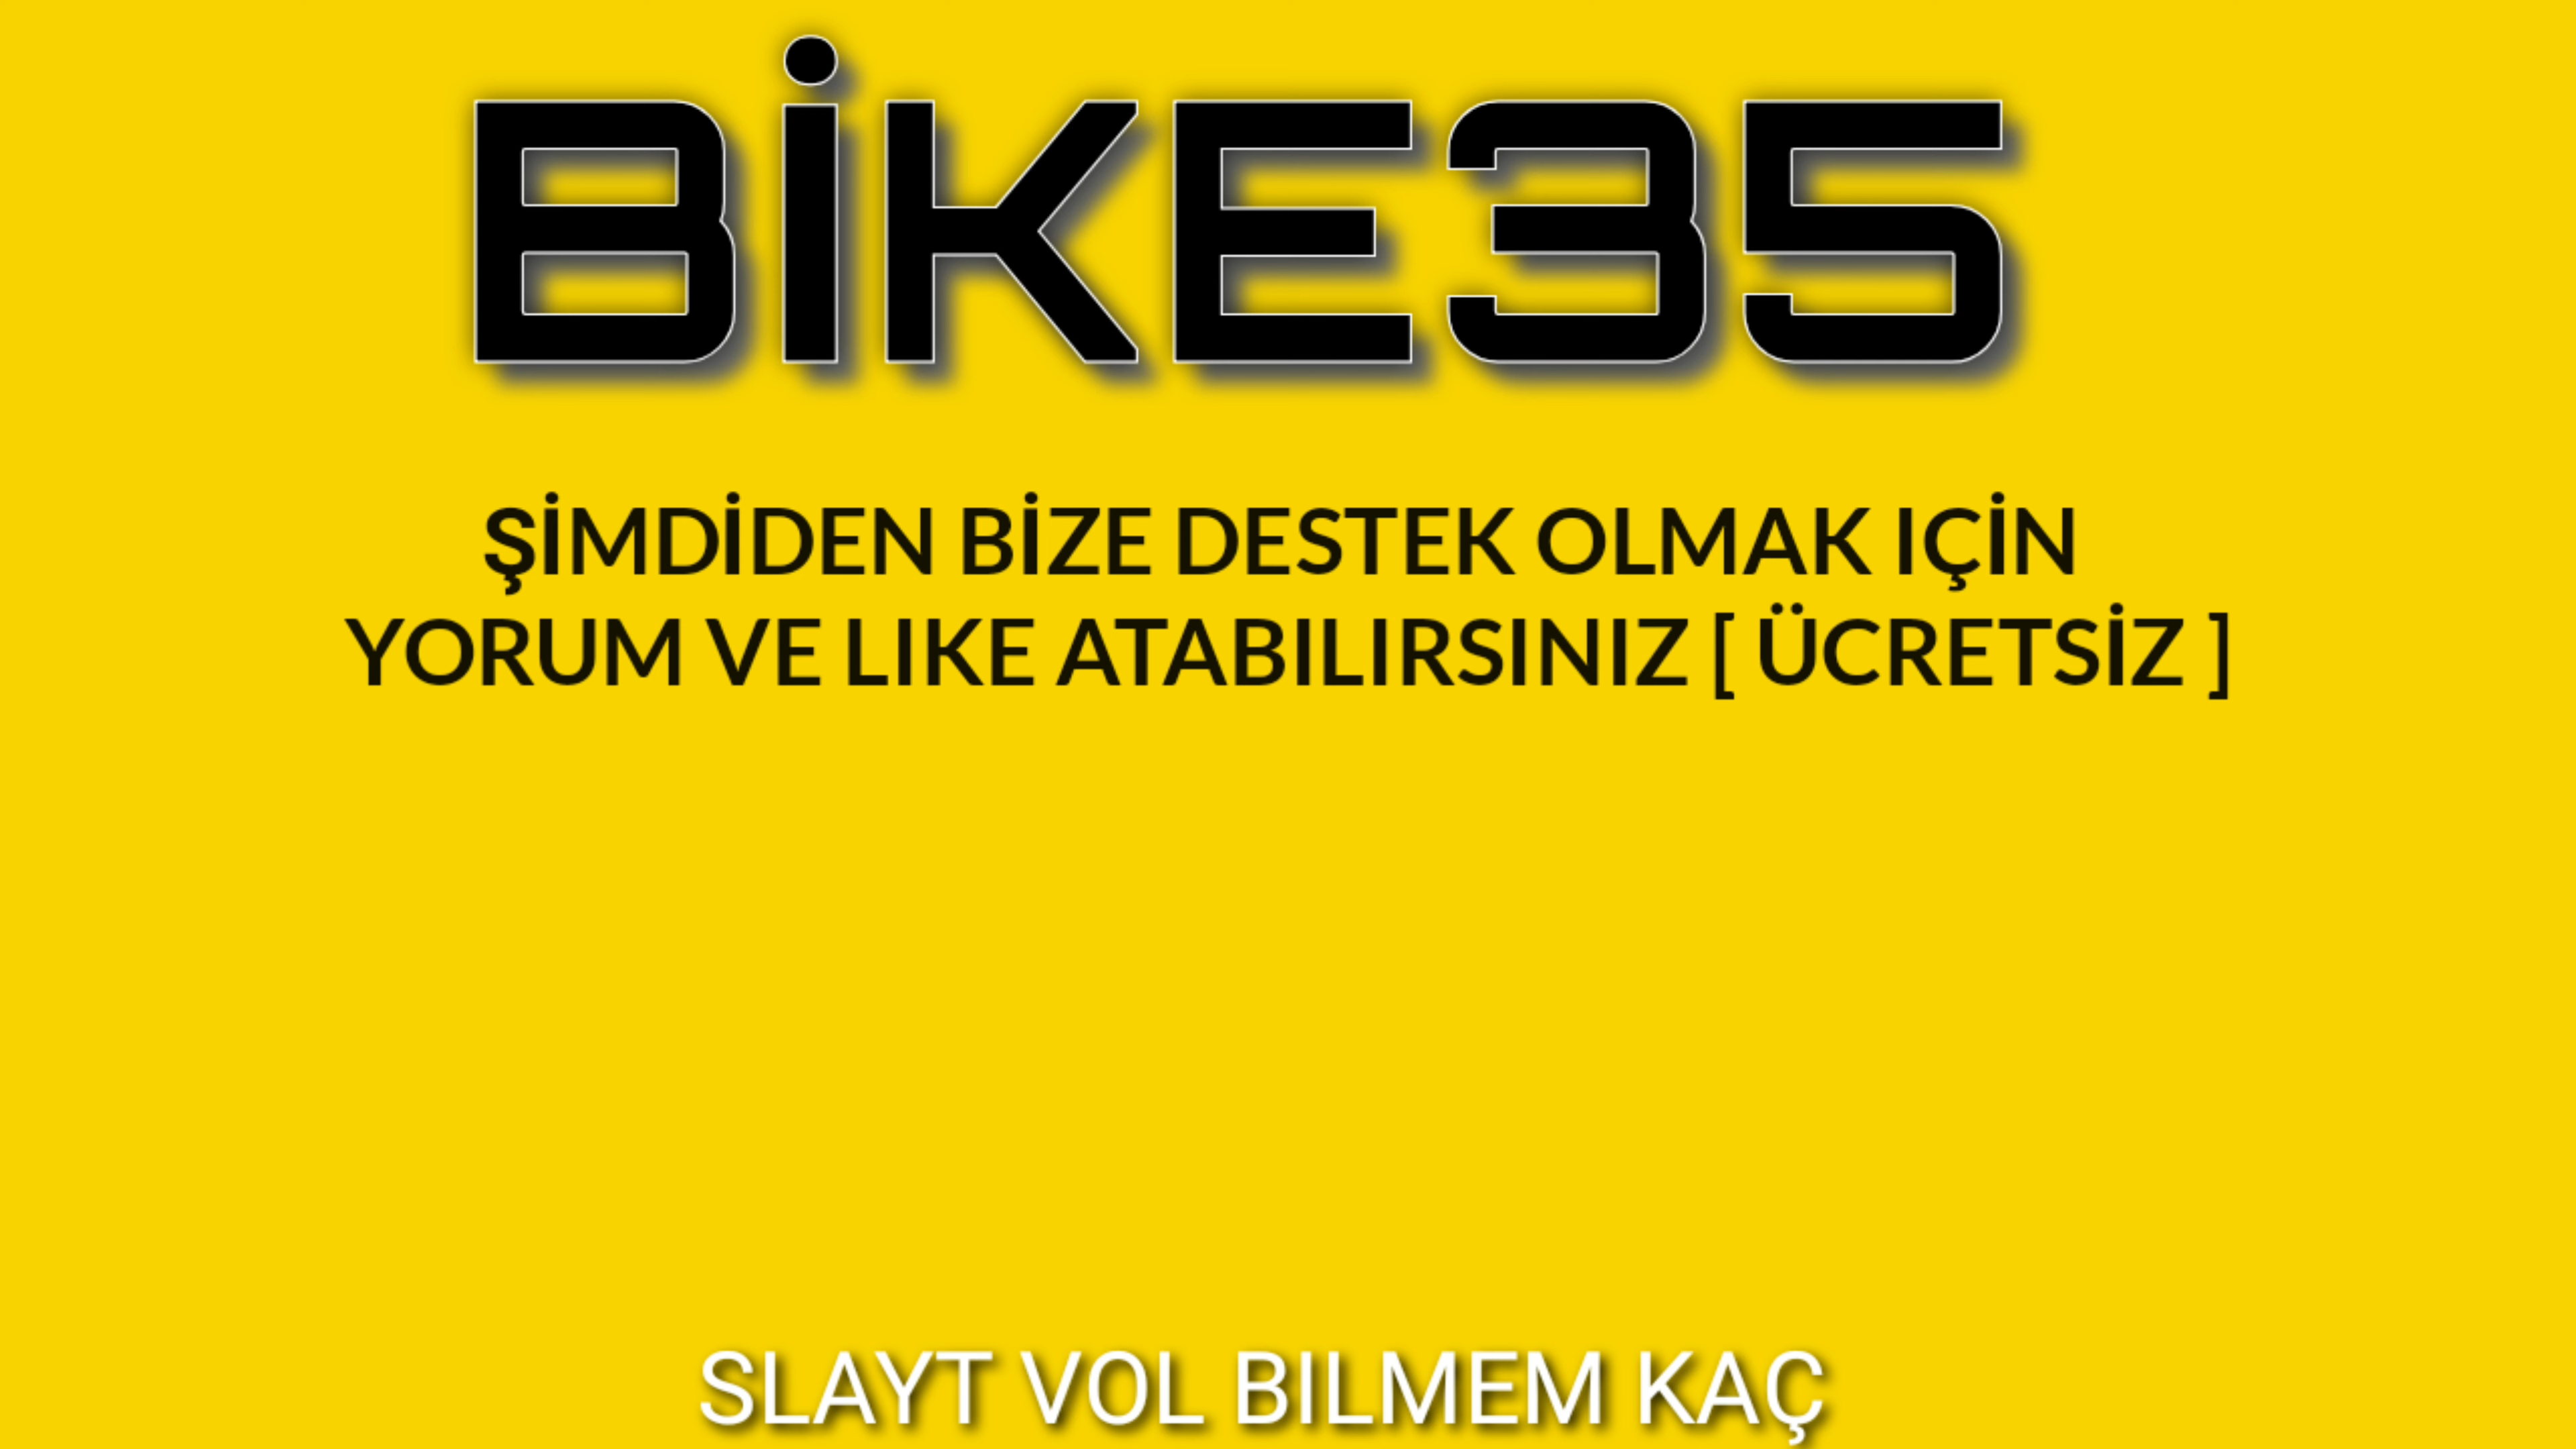 BİKE35
ŞİMDİDEN BİZE DESTEK OLMAK IÇİN
YORUM VE LIKE ATABILIRSINIZ [ ÜCRETSİZ ]
SLAYT VOL BILMEM KAÇ